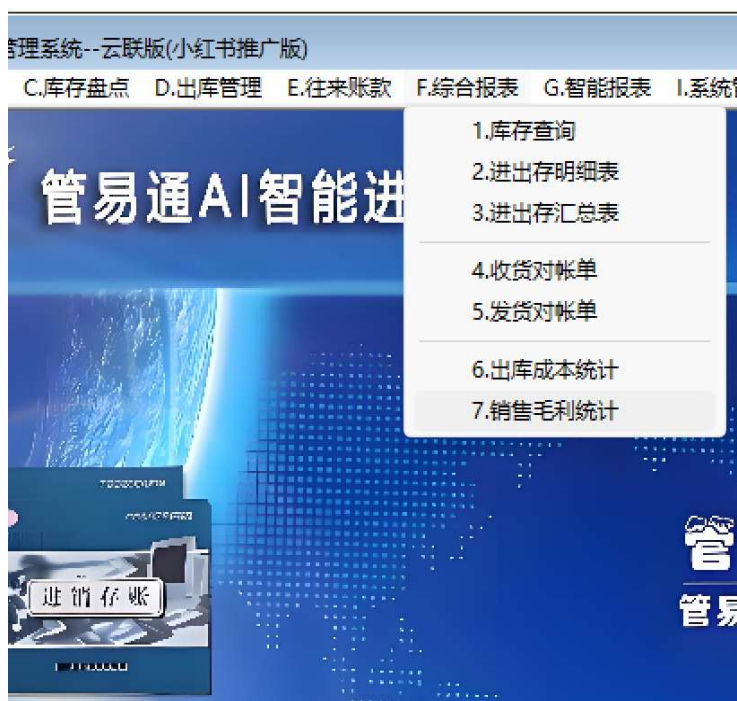 管理系统--云联版(小红书推广版)
C.库存盘点 D.出库管理 E.往来账款 F.综合报表 G.智能报表 I.系统
1.库存查询
2.进出存明细表
3.进出存汇总表
4.收货对帐单
5.发货对帐单
6.出库成本统计
7.销售毛利统计
管易通AI智能进
进销存账
管
管易